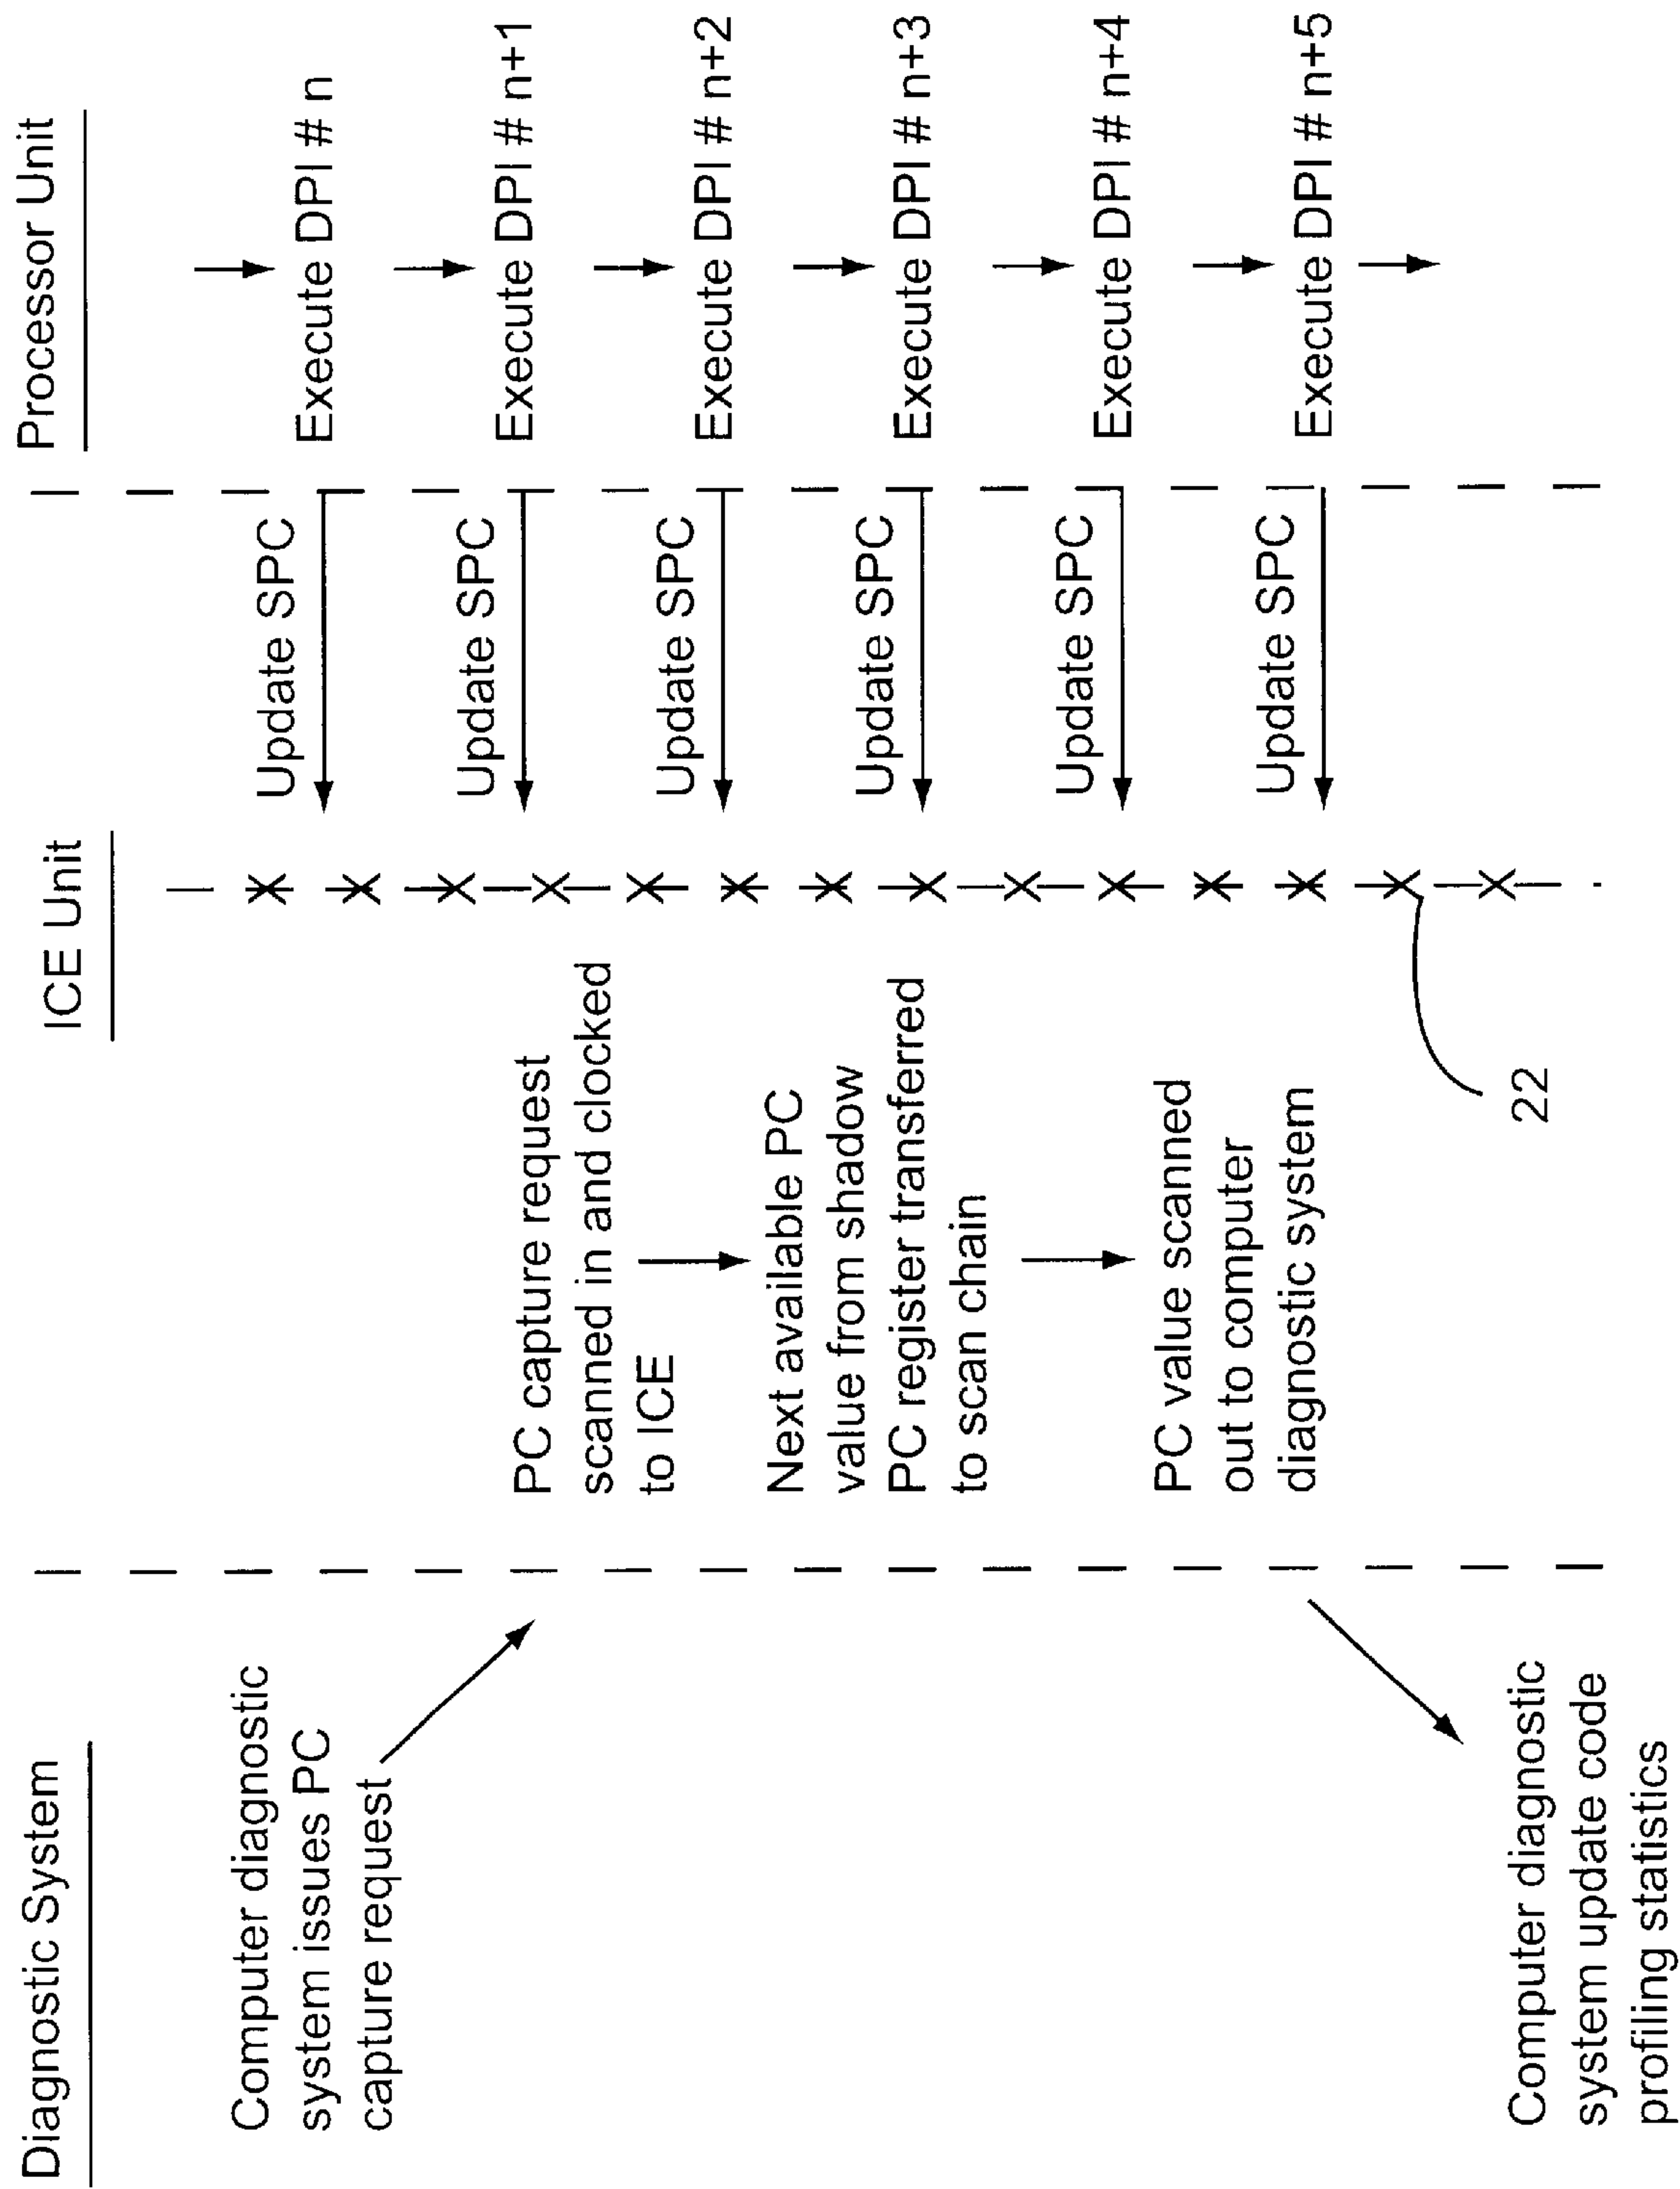 Diagnostic System
ICE Unit
Processor Unit
Computer diagnostic
system issues PC
capture request
Update SPC
Execute DPI # n
PC capture request
scanned in and clocked
to ICE
Update SPC
Execute DPI # n+1
Next available PC
value from shadow
PC register transferred
to scan chain
Update SPC
Execute DPI # n+2
Update SPC
Execute DPI # n+3
PC value scanned
out to computer
diagnostic system
Update SPC
Execute DPI # n+4
Update SPC
Execute DPI # n+5
22
Computer diagnostic
system update code
profiling statistics